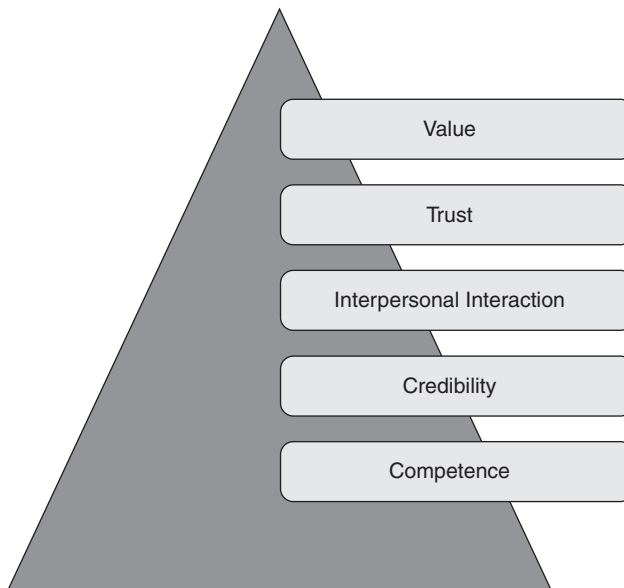 Value
Trust
Interpersonal Interaction
Credibility
Competence